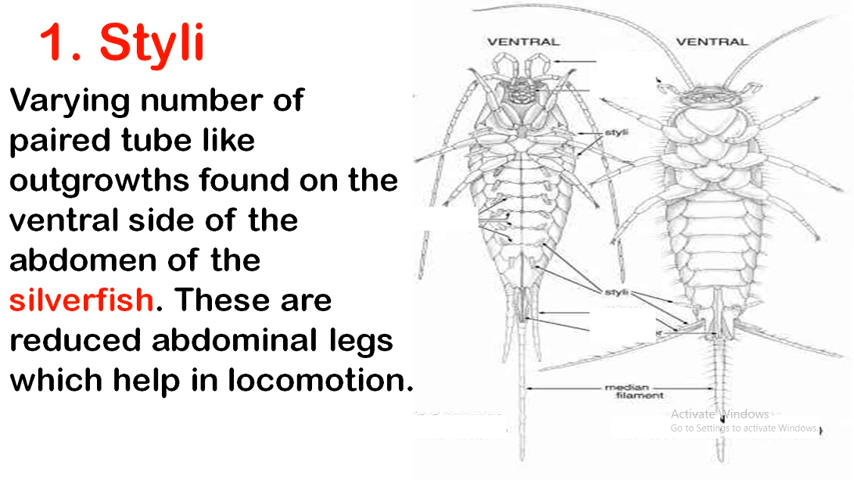 1. Styli
Varying number of
paired tube like
outgrowths found on the
ventral side of the
abdomen of the
silverfish. These are
reduced abdominal legs
which help in locomotion.
VENTRAL
VENTRAL
styli
styli
median
filament
Activate Windows
Go to Settings to activate Windows.